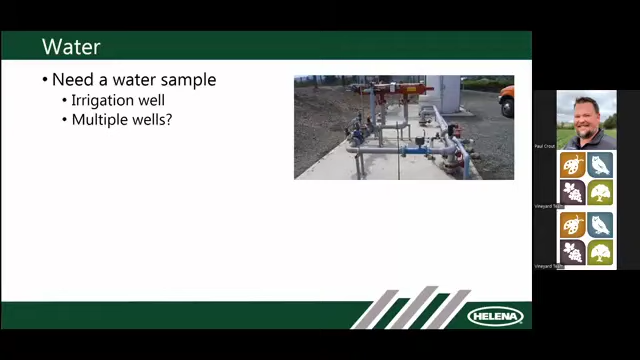 Water
• Need a water sample
• Irrigation well
• Multiple wells?
HELENA
Paul Crout
Vineyard Team
Vineyard Team